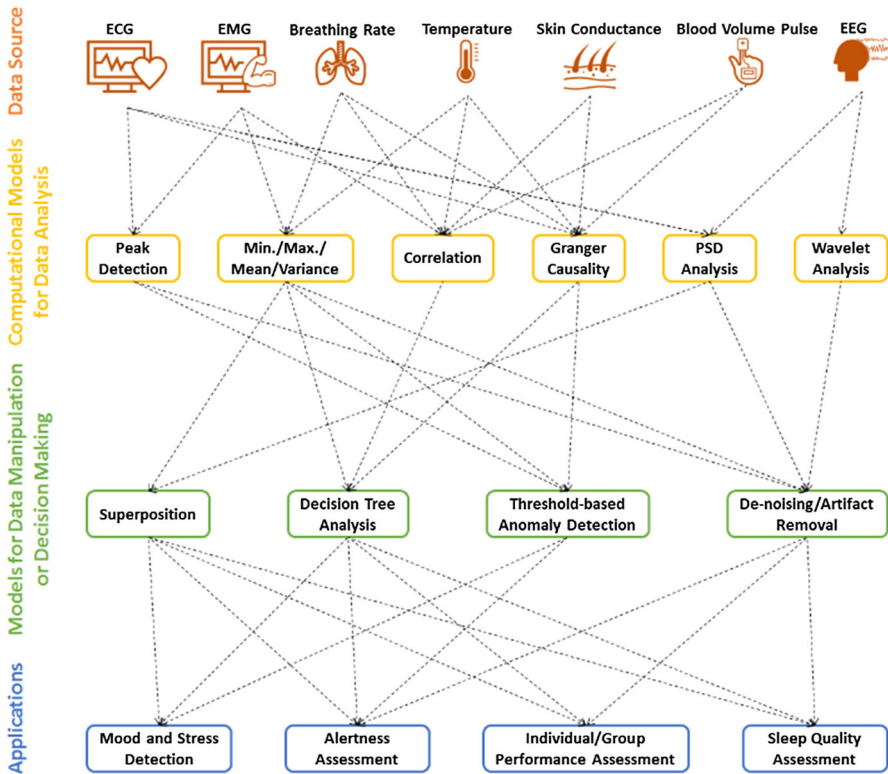 Data Source
ECG
EMG
Breathing Rate
Temperature
Skin Conductance
Blood Volume Pulse
EEG
Computational Models
for Data Analysis
Peak
Detection
Min./Max./
Mean/Variance
Correlation
Granger
Causality
PSD
Analysis
Wavelet
Analysis
Models for Data Manipulation
or Decision Making
Superposition
Decision Tree
Analysis
Threshold-based
Anomaly Detection
De-noising/Artifact
Removal
Applications
Mood and Stress
Detection
Alertness
Assessment
Individual/Group
Performance Assessment
Sleep Quality
Assessment